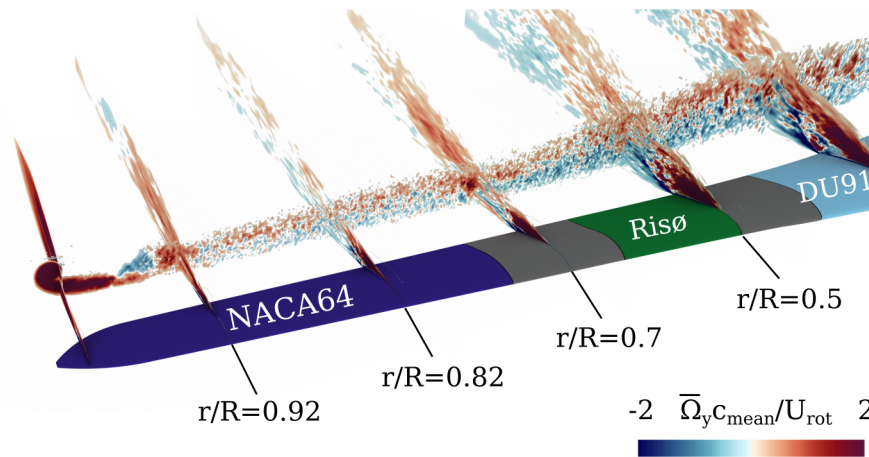 DU91
Risø
NACA64
r/R=0.5
r/R=0.7
r/R=0.82
r/R=0.92
-2 Ω̅ycmean/Urot 2